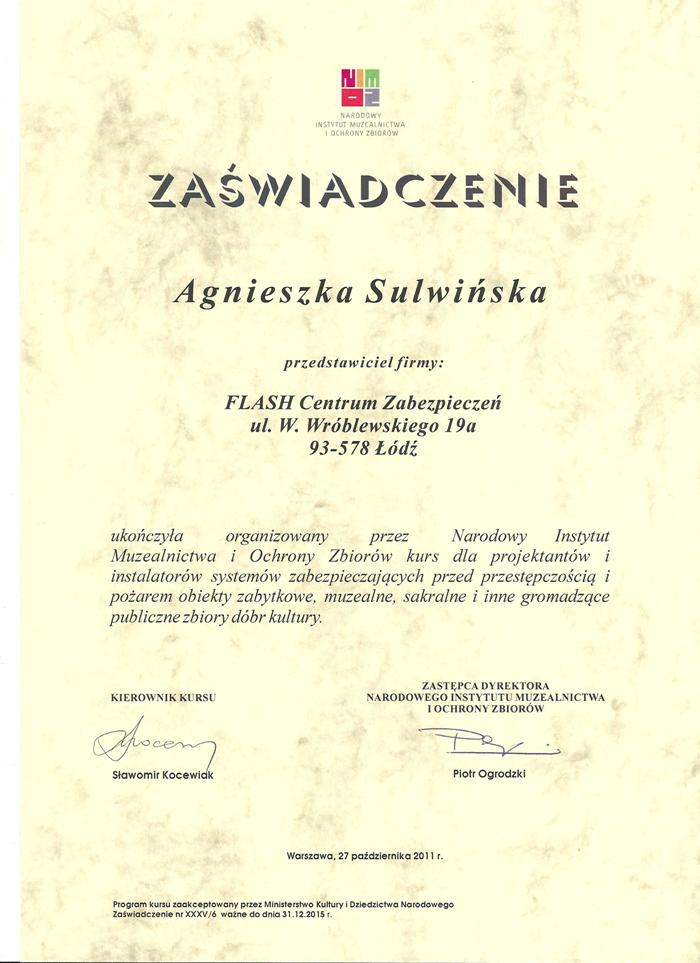 NIM
OZ
NARODOWY
INSTYTUT MUZEALNICTWA
I OCHRONY ZBIORÓW
ZAŚWIADCZENIE
Agnieszka Sulwińska
przedstawiciel firmy:
FLASH Centrum Zabezpieczeń
ul. W. Wróblewskiego 19a
93-578 Łódź
ukończyła organizowany przez Narodowy Instytut
Muzealnictwa i Ochrony Zbiorów kurs dla projektantów i
instalatorów systemów zabezpieczających przed przestępczością i
pożarem obiekty zabytkowe, muzealne, sakralne i inne gromadzące
publiczne zbiory dóbr kultury.
KIEROWNIK KURSU
Sławomir Kocewiak
ZASTĘPCA DYREKTORA
NARODOWEGO INSTYTUTU MUZEALNICTWA
I OCHRONY ZBIORÓW
Piotr Ogrodzki
Warszawa, 27 października 2011 r.
Program kursu zaakceptowany przez Ministerstwo Kultury i Dziedzictwa Narodowego
Zaświadczenie nr XXXV/6 ważne do dnia 31.12.2015 r.